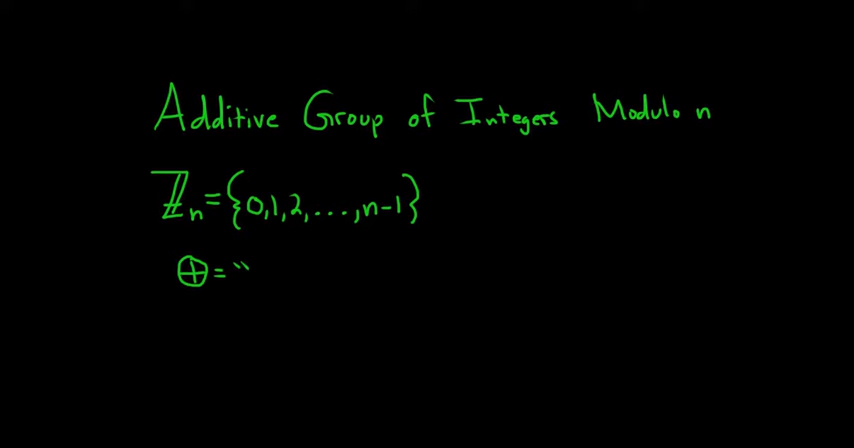 Additive Group of Integers Modulo n
ℤn = {0, 1, 2, ..., n-1}
⊕ = "